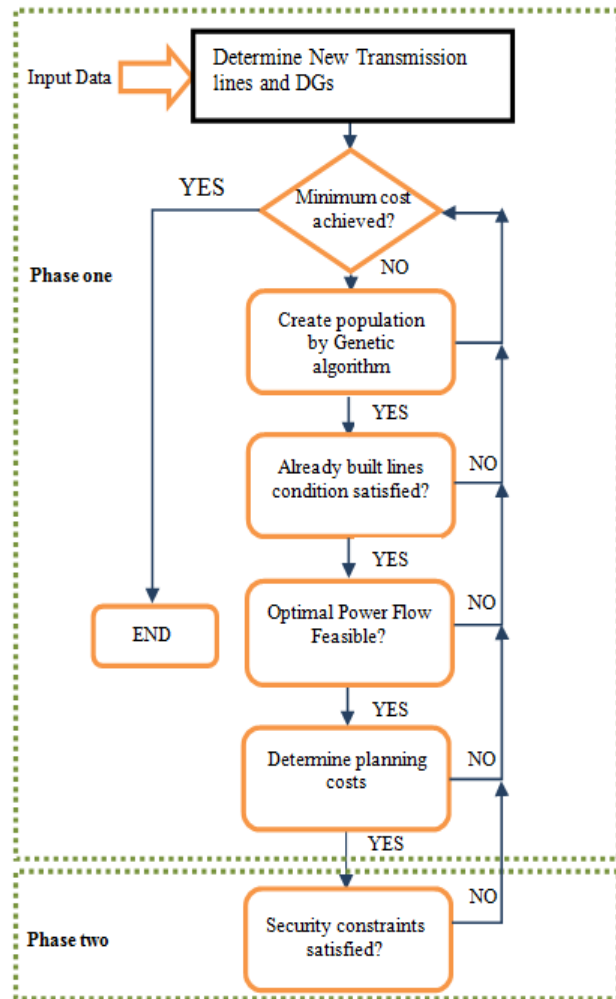 Determine New Transmission
lines and DGs
Input Data
YES
Minimum cost
achieved?
NO
Phase one
Create population
by Genetic
algorithm
YES
Already built lines
condition satisfied?
NO
YES
Optimal Power Flow
Feasible?
NO
END
YES
Determine planning
costs
NO
YES
NO
Security constraints
satisfied?
Phase two